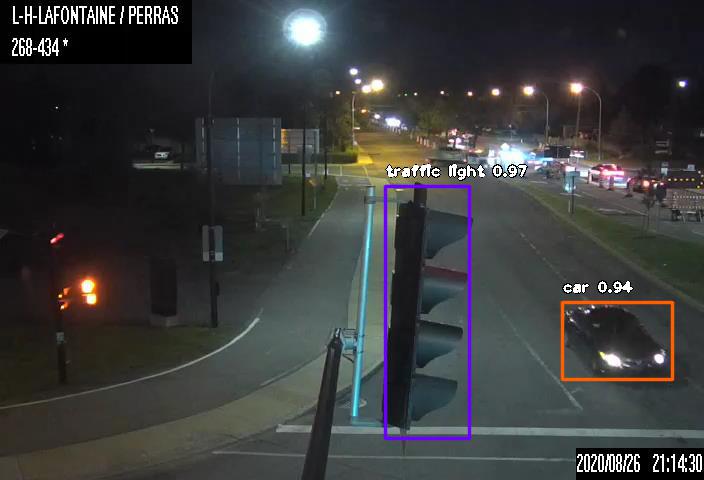 L-H-LAFONTAINE / PERRAS
268-434 *
traffic light 0.97
car 0.94
2020/08/26 21:14:30